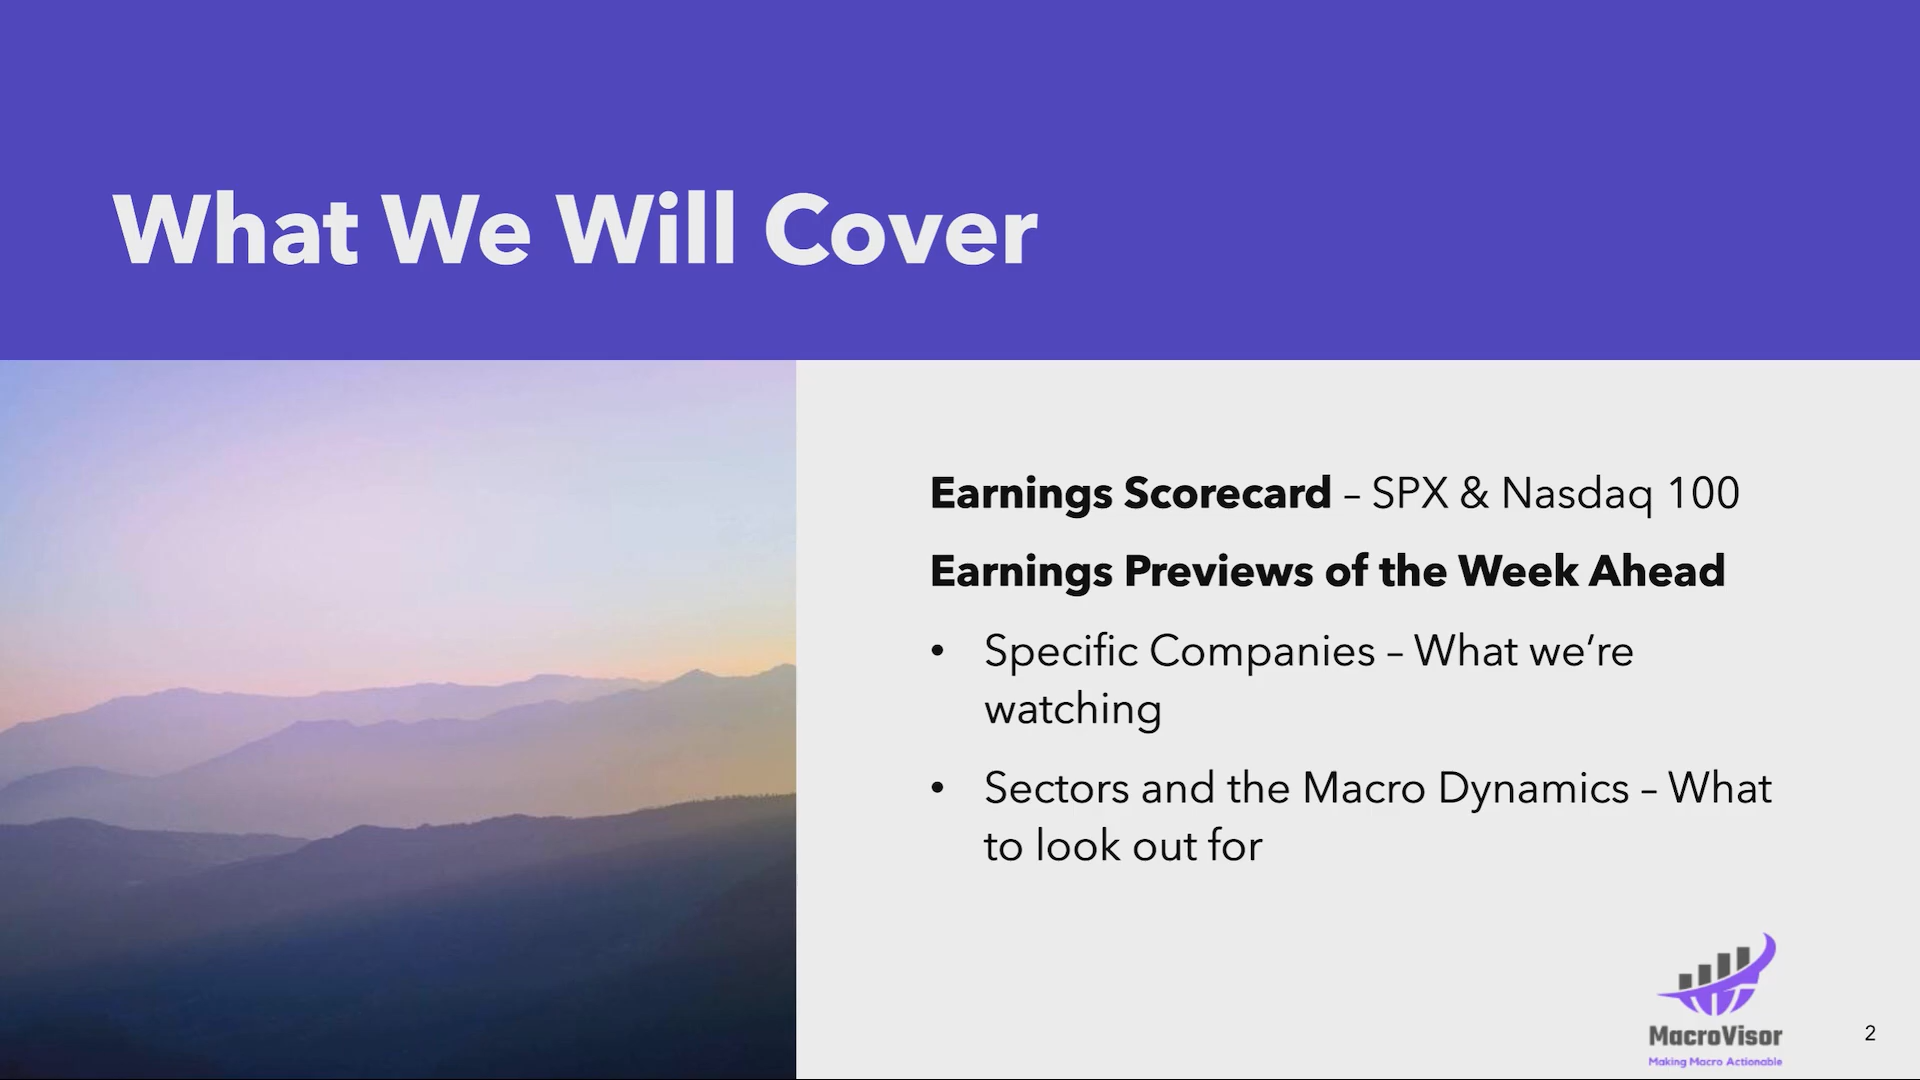 What We Will Cover
Earnings Scorecard – SPX & Nasdaq 100
Earnings Previews of the Week Ahead
• Specific Companies – What we’re
watching
• Sectors and the Macro Dynamics – What
to look out for
MacroVisor
Making Macro Actionable
2